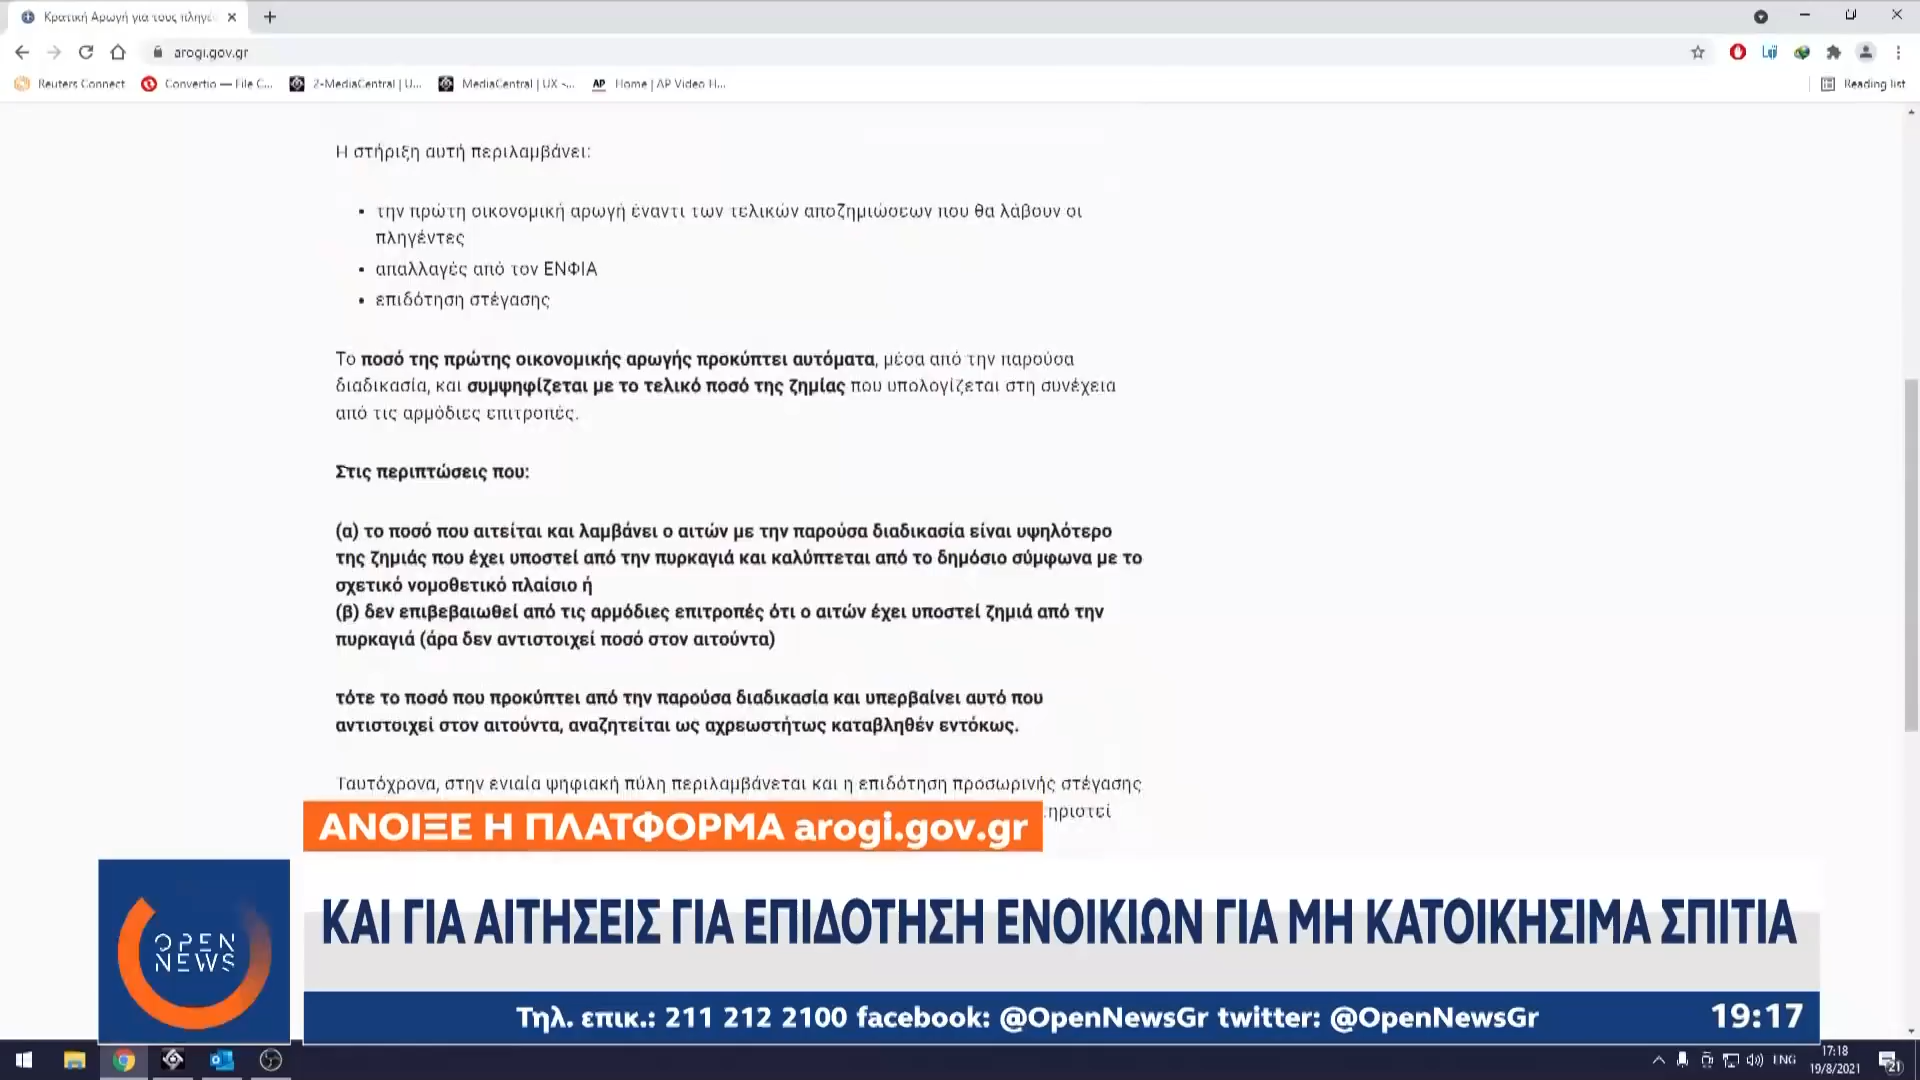 Κρατική Αρωγή για τους πληγέ
arogi.gov.gr
Reuters Connect
Convertio — File C...
2-MediaCentral | U...
MediaCentral | UX -...
AP
Home | AP Video H...
Reading list
Η στήριξη αυτή περιλαμβάνει:
• την πρώτη οικονομική αρωγή έναντι των τελικών αποζημιώσεων που θα λάβουν οι
πληγέντες
• απαλλαγές από τον ΕΝΦΙΑ
• επιδότηση στέγασης
Το ποσό της πρώτης οικονομικής αρωγής προκύπτει αυτόματα, μέσα από την παρούσα
διαδικασία, και συμψηφίζεται με το τελικό ποσό της ζημίας που υπολογίζεται στη συνέχεια
από τις αρμόδιες επιτροπές.
Στις περιπτώσεις που:
(α) το ποσό που αιτείται και λαμβάνει ο αιτών με την παρούσα διαδικασία είναι υψηλότερο
της ζημιάς που έχει υποστεί από την πυρκαγιά και καλύπτεται από το δημόσιο σύμφωνα με το
σχετικό νομοθετικό πλαίσιο ή
(β) δεν επιβεβαιωθεί από τις αρμόδιες επιτροπές ότι ο αιτών έχει υποστεί ζημιά από την
πυρκαγιά (άρα δεν αντιστοιχεί ποσό στον αιτούντα)
τότε το ποσό που προκύπτει από την παρούσα διαδικασία και υπερβαίνει αυτό που
αντιστοιχεί στον αιτούντα, αναζητείται ως αχρεωστήτως καταβληθέν εντόκως.
Ταυτόχρονα, στην ενιαία ψηφιακή πύλη περιλαμβάνεται και η επιδότηση προσωρινής στέγασης
τηριστεί
ΑΝΟΙΞΕ Η ΠΛΑΤΦΟΡΜΑ arogi.gov.gr
ΚΑΙ ΓΙΑ ΑΙΤΗΣΕΙΣ ΓΙΑ ΕΠΙΔΟΤΗΣΗ ΕΝΟΙΚΙΩΝ ΓΙΑ ΜΗ ΚΑΤΟΙΚΗΣΙΜΑ ΣΠΙΤΙΑ
OPEN
NEWS
Τηλ. επικ.: 211 212 2100 facebook: @OpenNewsGr twitter: @OpenNewsGr
19:17
ENG
17:18
19/8/2021
21